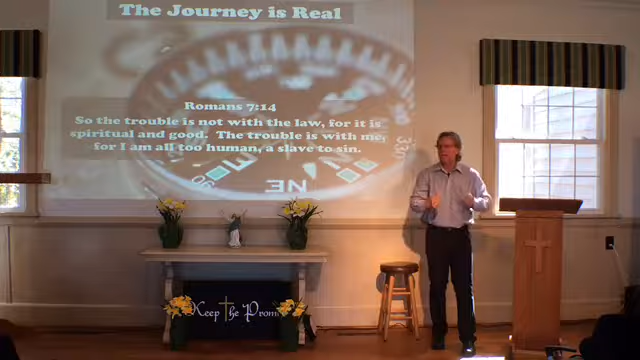 The Journey is Real
Romans 7:14
So the trouble is not with the law, for it is
spiritual and good. The trouble is with me,
for I am all too human, a slave to sin.
NE
Keep the